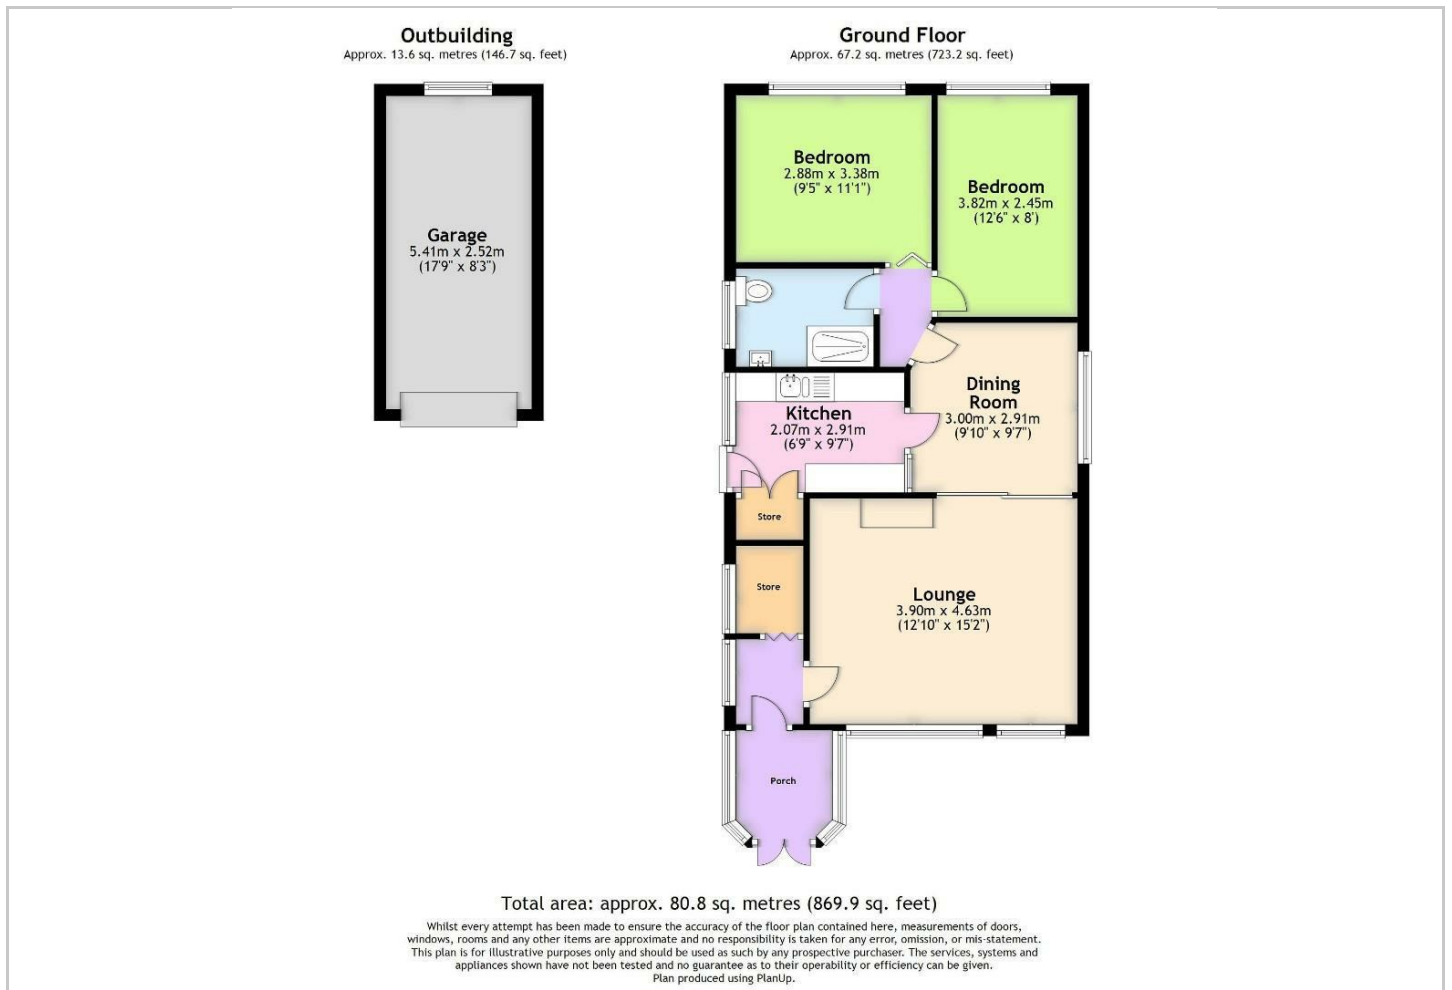 Outbuilding
Approx. 13.6 sq. metres (146.7 sq. feet)
Ground Floor
Approx. 67.2 sq. metres (723.2 sq. feet)
Garage
5.41m x 2.52m
(17'9" x 8'3")
Bedroom
2.88m x 3.38m
(9'5" x 11'1")
Bedroom
3.82m x 2.45m
(12'6" x 8')
Dining
Room
3.00m x 2.91m
(9'10" x 9'7")
Kitchen
2.07m x 2.91m
(6'9" x 9'7")
Store
Store
Lounge
3.90m x 4.63m
(12'10" x 15'2")
Porch
Total area: approx. 80.8 sq. metres (869.9 sq. feet)
Whilst every attempt has been made to ensure the accuracy of the floor plan contained here, measurements of doors,
windows, rooms and any other items are approximate and no responsibility is taken for any error, omission, or mis-statement.
This plan is for illustrative purposes only and should be used as such by any prospective purchaser. The services, systems and
appliances shown have not been tested and no guarantee as to their operability or efficiency can be given.
Plan produced using PlanUp.